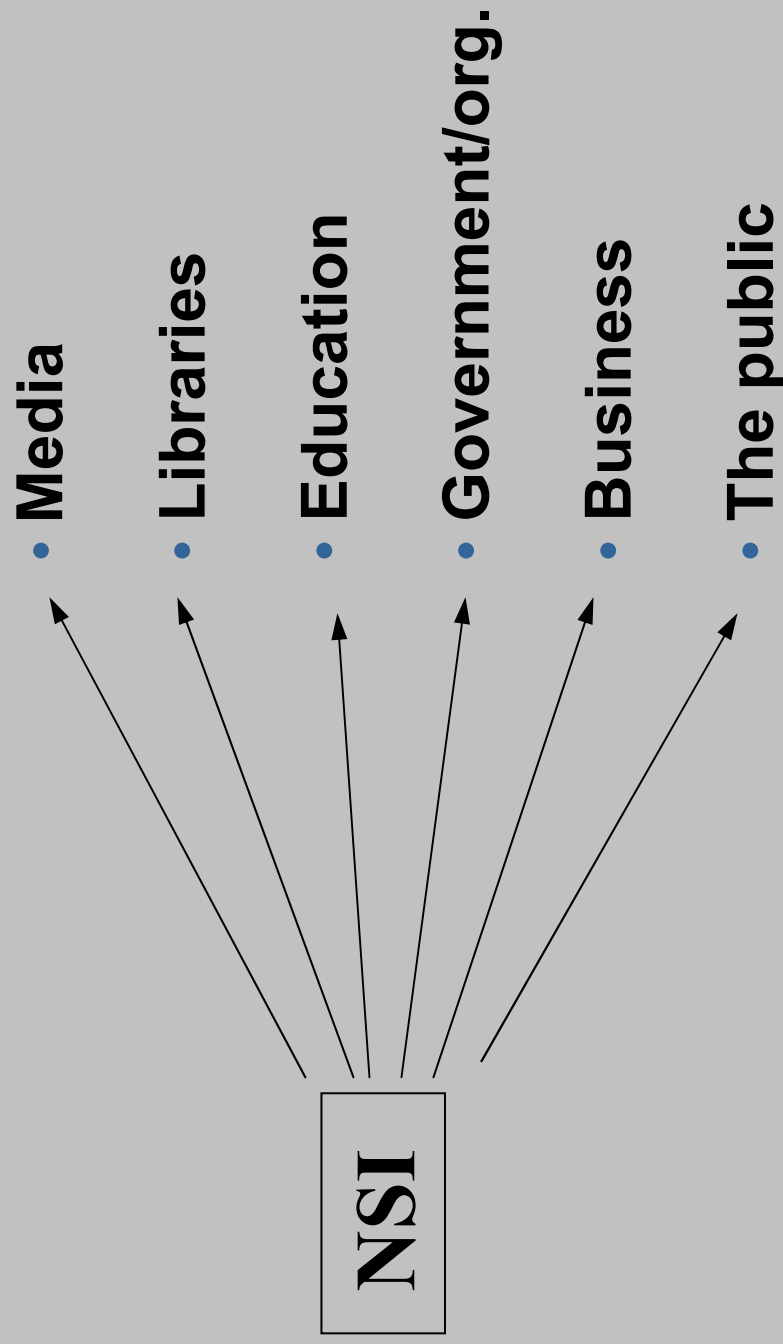 NSI
• Media
• Libraries
• Education
• Government/org.
• Business
• The public